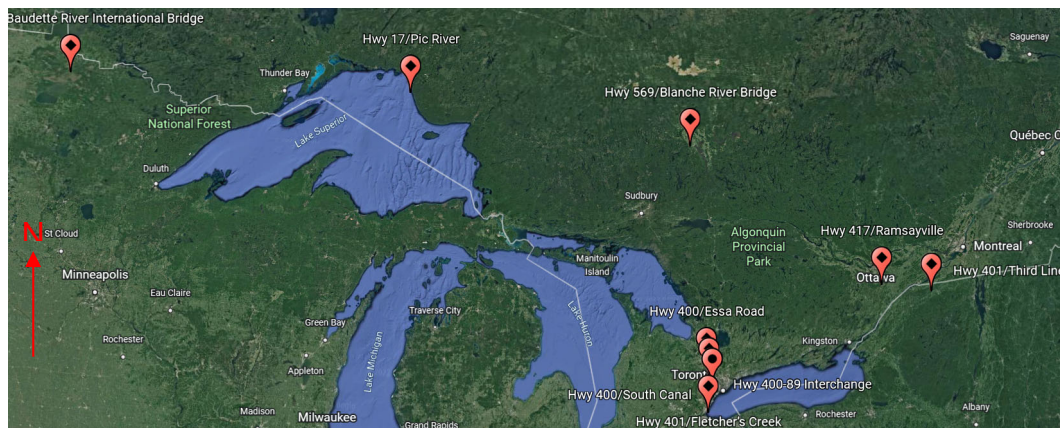 Baudette River International Bridge
Saguenay
Hwy 17/Pic River
Thunder Bay
Hwy 569/Blanche River Bridge
Superior
National Forest
Lake Superior
Québec C
Duluth
Sudbury
N
St Cloud
Algonquin
Provincial
Park
Hwy 417/Ramsayville
Sherbrooke
Montreal
Manitoulin
Island
Minneapolis
Ottawa
Hwy 401/Third Line
Eau Claire
Traverse City
Lake Huron
Hwy 400/Essa Road
Green Bay
Rochester
Kingston
Lake Michigan
Appleton
Toront
Hwy 400-89 Interchange
Hwy 400/South Canal
Madison
Milwaukee
Grand Rapids
Hwy 401/Fletcher's Creek
Rochester
Albany